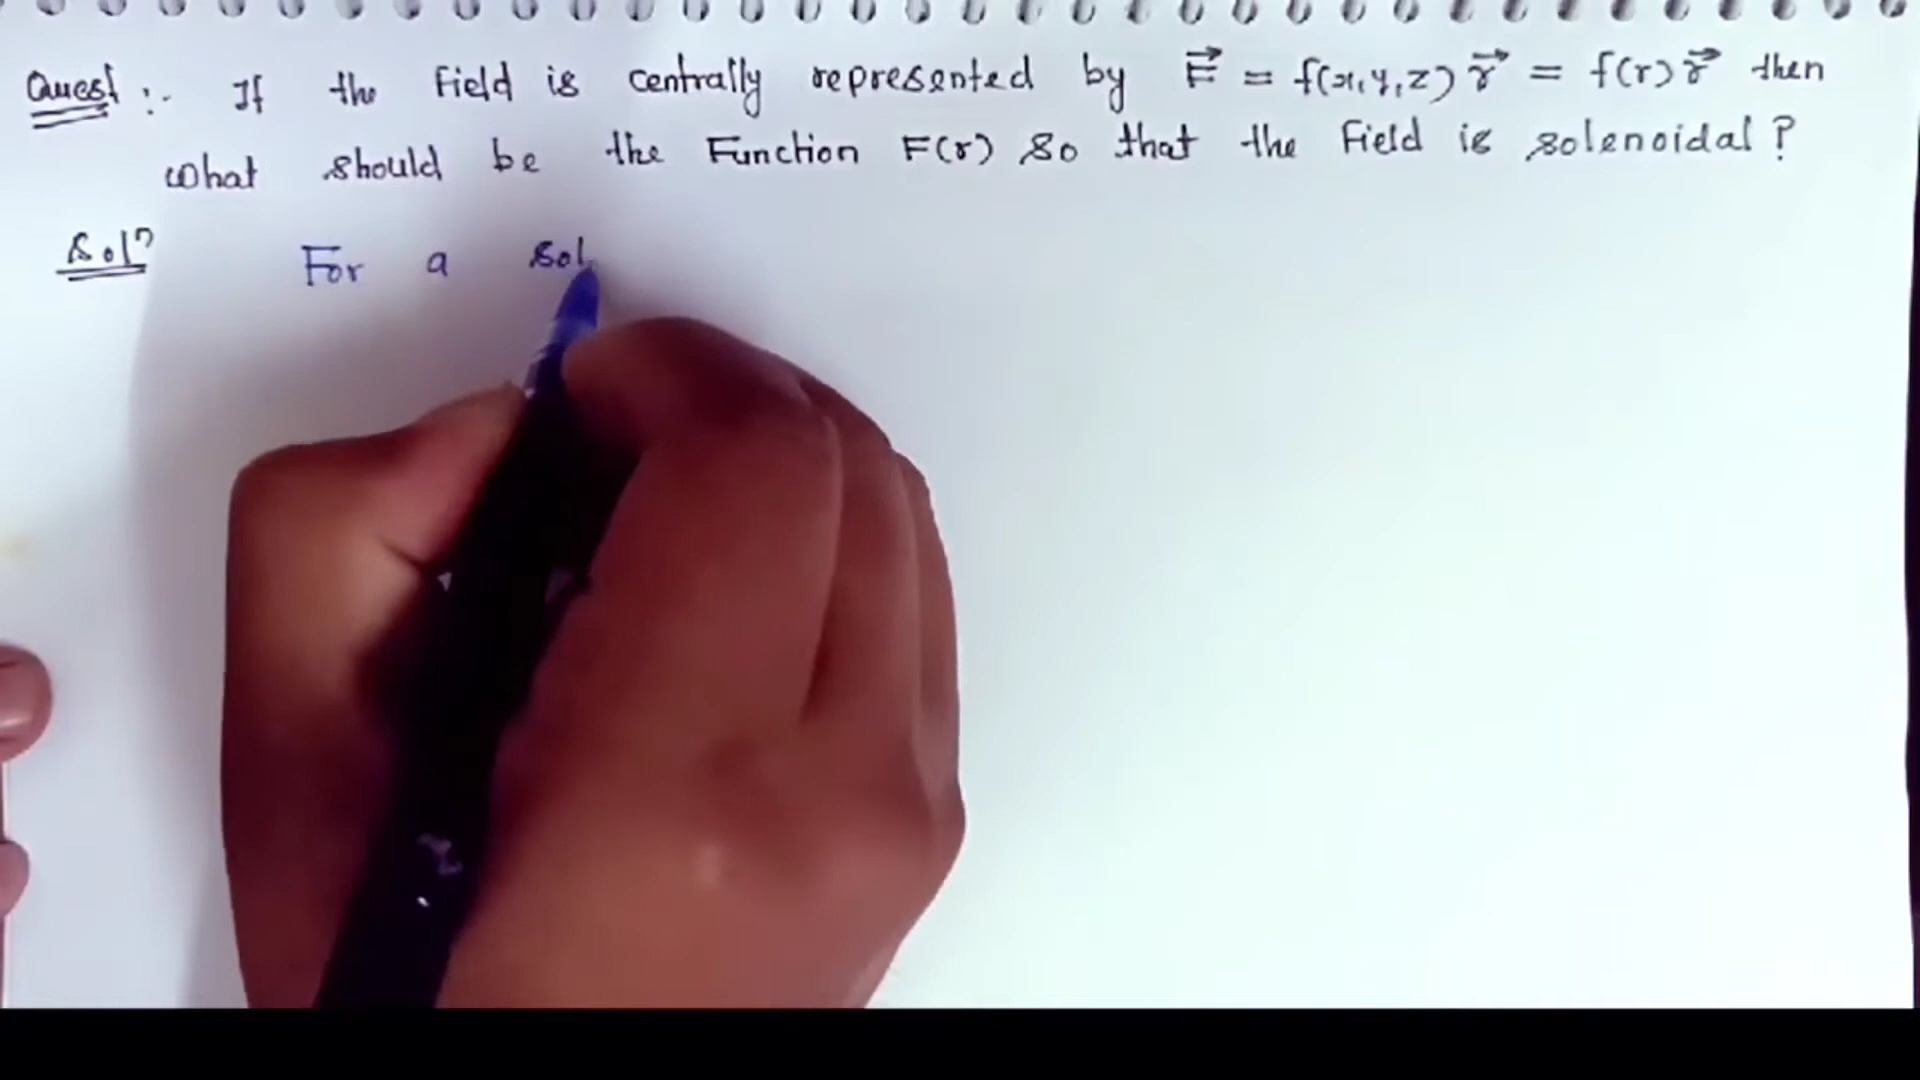 Quest :- If the Field is centrally represented by F⃗ = f(x,y,z) r⃗ = f(r) r⃗ then
what should be the Function F(r) so that the Field is solenoidal?
Solⁿ For a sol